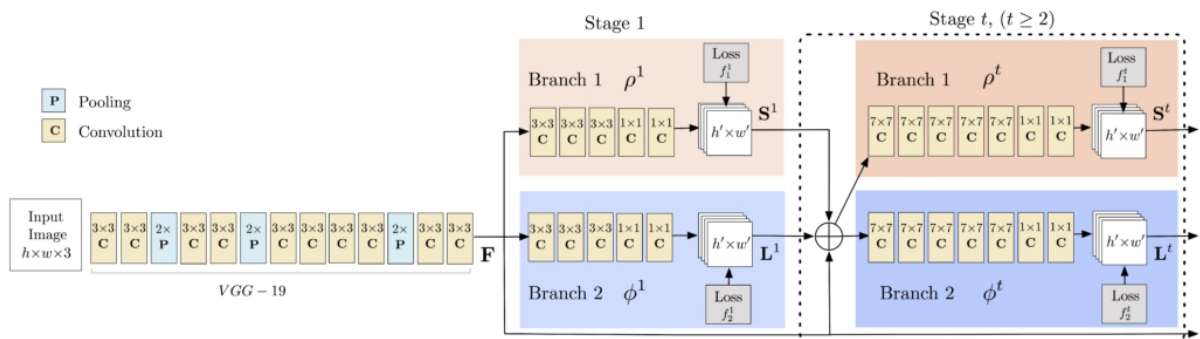 Stage 1
Stage t, (t ≥ 2)
P Pooling
C Convolution
Input
Image
h×w×3
3×3 C
3×3 C
2× P
3×3 C
3×3 C
2× P
3×3 C
3×3 C
3×3 C
3×3 C
2× P
3×3 C
3×3 C
VGG − 19
F
Branch 1 ρ¹
Loss
f₁¹
3×3 C
3×3 C
3×3 C
1×1 C
1×1 C
h′×w′
S¹
3×3 C
3×3 C
3×3 C
1×1 C
1×1 C
h′×w′
L¹
Branch 2 ϕ¹
Loss
f₂¹
Branch 1 ρᵗ
Loss
f₁ᵗ
7×7 C
7×7 C
7×7 C
7×7 C
7×7 C
1×1 C
1×1 C
h′×w′
Sᵗ
7×7 C
7×7 C
7×7 C
7×7 C
7×7 C
1×1 C
1×1 C
h′×w′
Lᵗ
Branch 2 ϕᵗ
Loss
f₂ᵗ